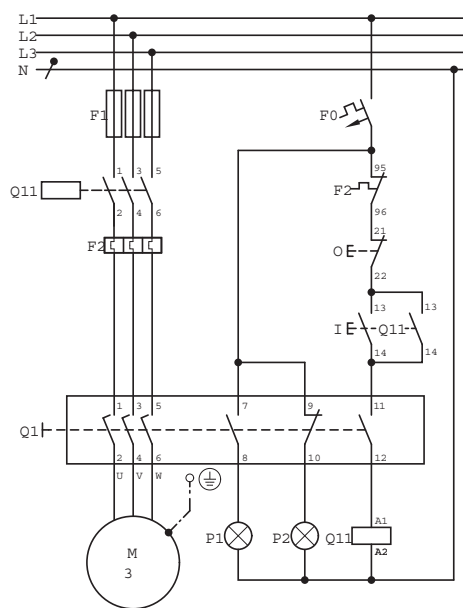 L1
L2
L3
N
F1
F0
1 3 5
95
Q11
F2
2 4 6
96
21
F2
O
22
13 13
I Q11
14 14
1 3 5 7 9 11
Q1
2 4 6 8 10 12
U V W
M
3
P1 P2 Q11
A1
A2